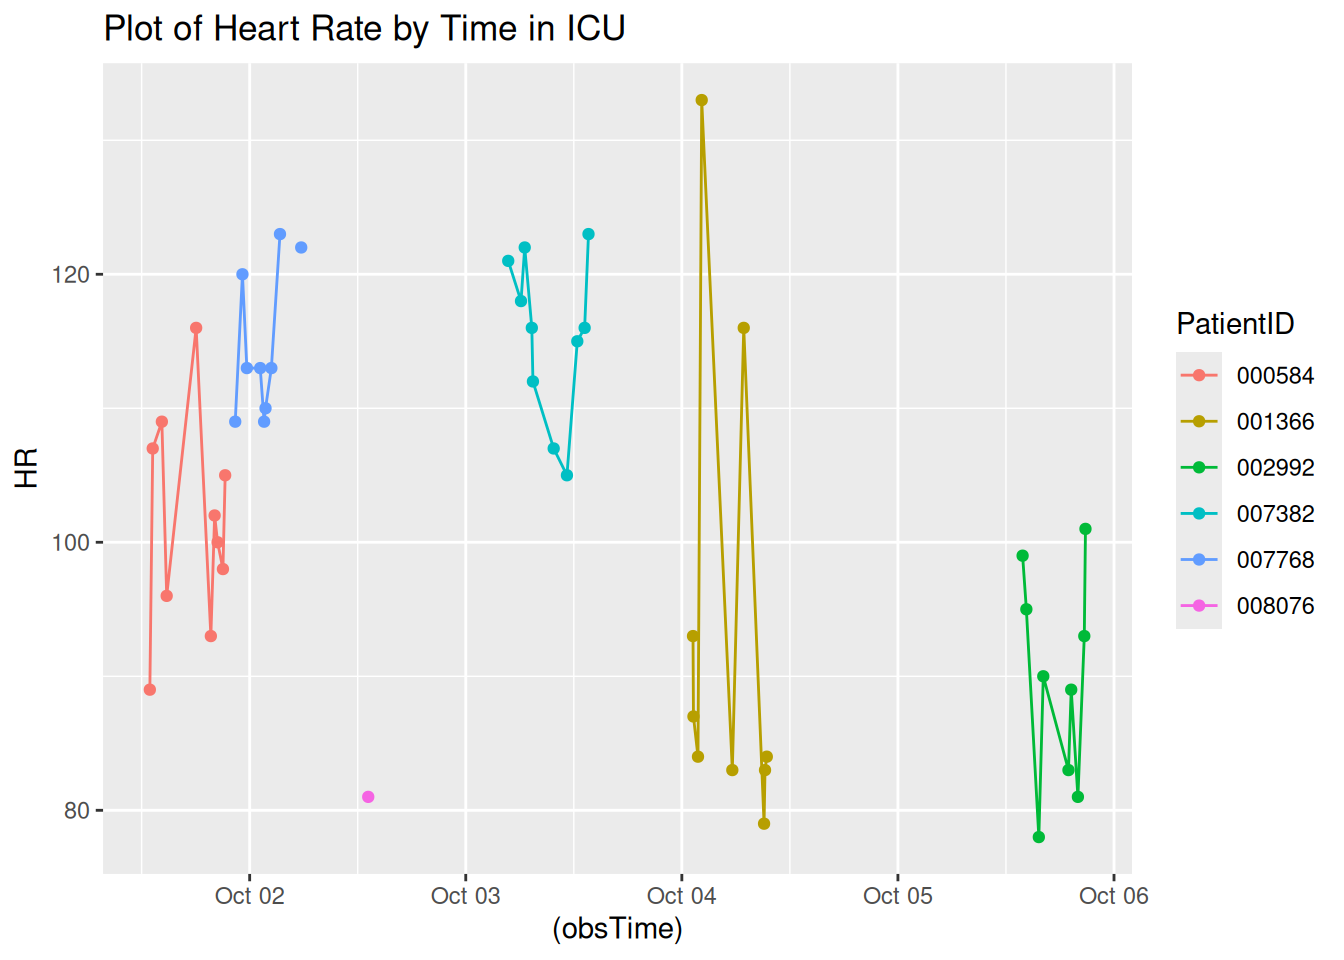 Plot of Heart Rate by Time in ICU
HR
120
100
80
Oct 02
Oct 03
Oct 04
Oct 05
Oct 06
(obsTime)
PatientID
000584
001366
002992
007382
007768
008076